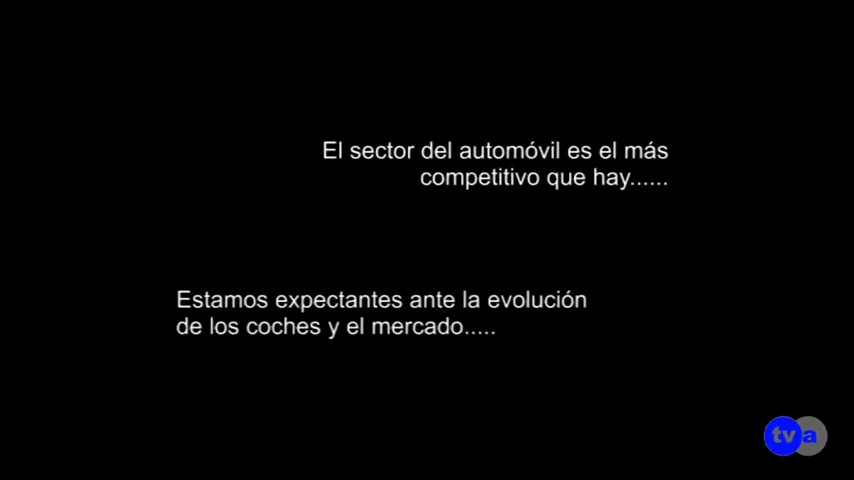 El sector del automóvil es el más
competitivo que hay......
Estamos expectantes ante la evolución
de los coches y el mercado.....
tva